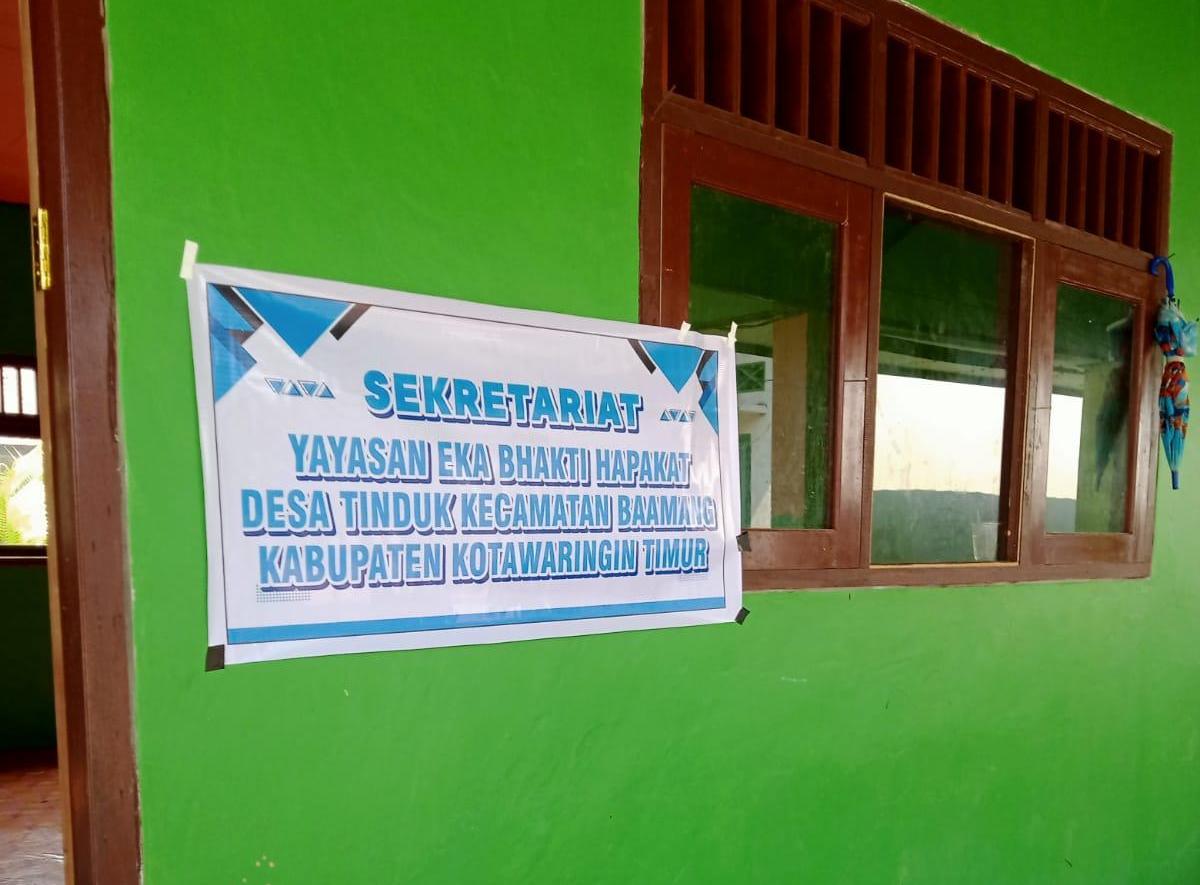 SEKRETARIAT
YAYASAN EKA BHAKTI HAPAKAT
DESA TINDUK KECAMATAN BAAMANG
KABUPATEN KOTAWARINGIN TIMUR